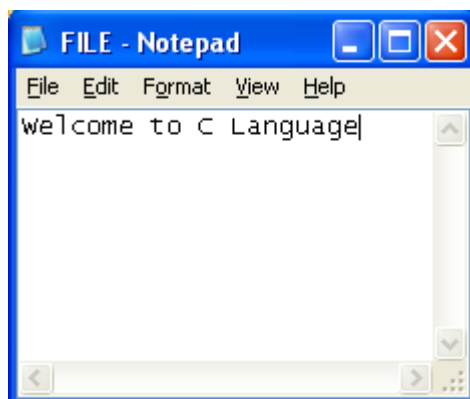 FILE - Notepad
File Edit Format View Help
Welcome to C Language